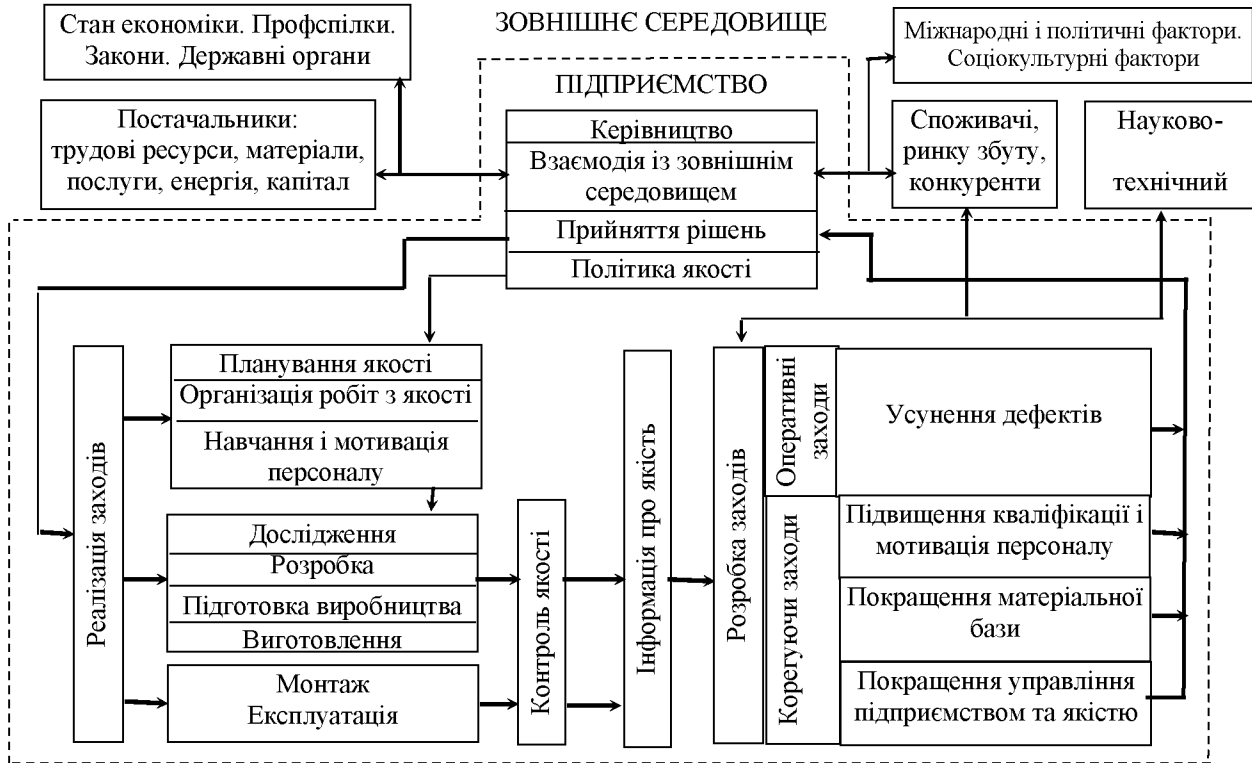 Стан економіки. Профспілки.
Закони. Державні органи
ЗОВНІШНЄ СЕРЕДОВИЩЕ
Міжнародні і політичні фактори.
Соціокультурні фактори
ПІДПРИЄМСТВО
Постачальники:
трудові ресурси, матеріали,
послуги, енергія, капітал
Керівництво
Взаємодія із зовнішнім
середовищем
Прийняття рішень
Політика якості
Споживачі,
ринку збуту,
конкуренти
Науково-
технічний
Реалізація заходів
Планування якості
Організація робіт з якості
Навчання і мотивація
персоналу
Дослідження
Розробка
Підготовка виробництва
Виготовлення
Монтаж
Експлуатація
Контроль якості
Інформація про якість
Розробка заходів
Оперативні
заходи
Корегуючи заходи
Усунення дефектів
Підвищення кваліфікації і
мотивація персоналу
Покращення матеріальної
бази
Покращення управління
підприємством та якістю